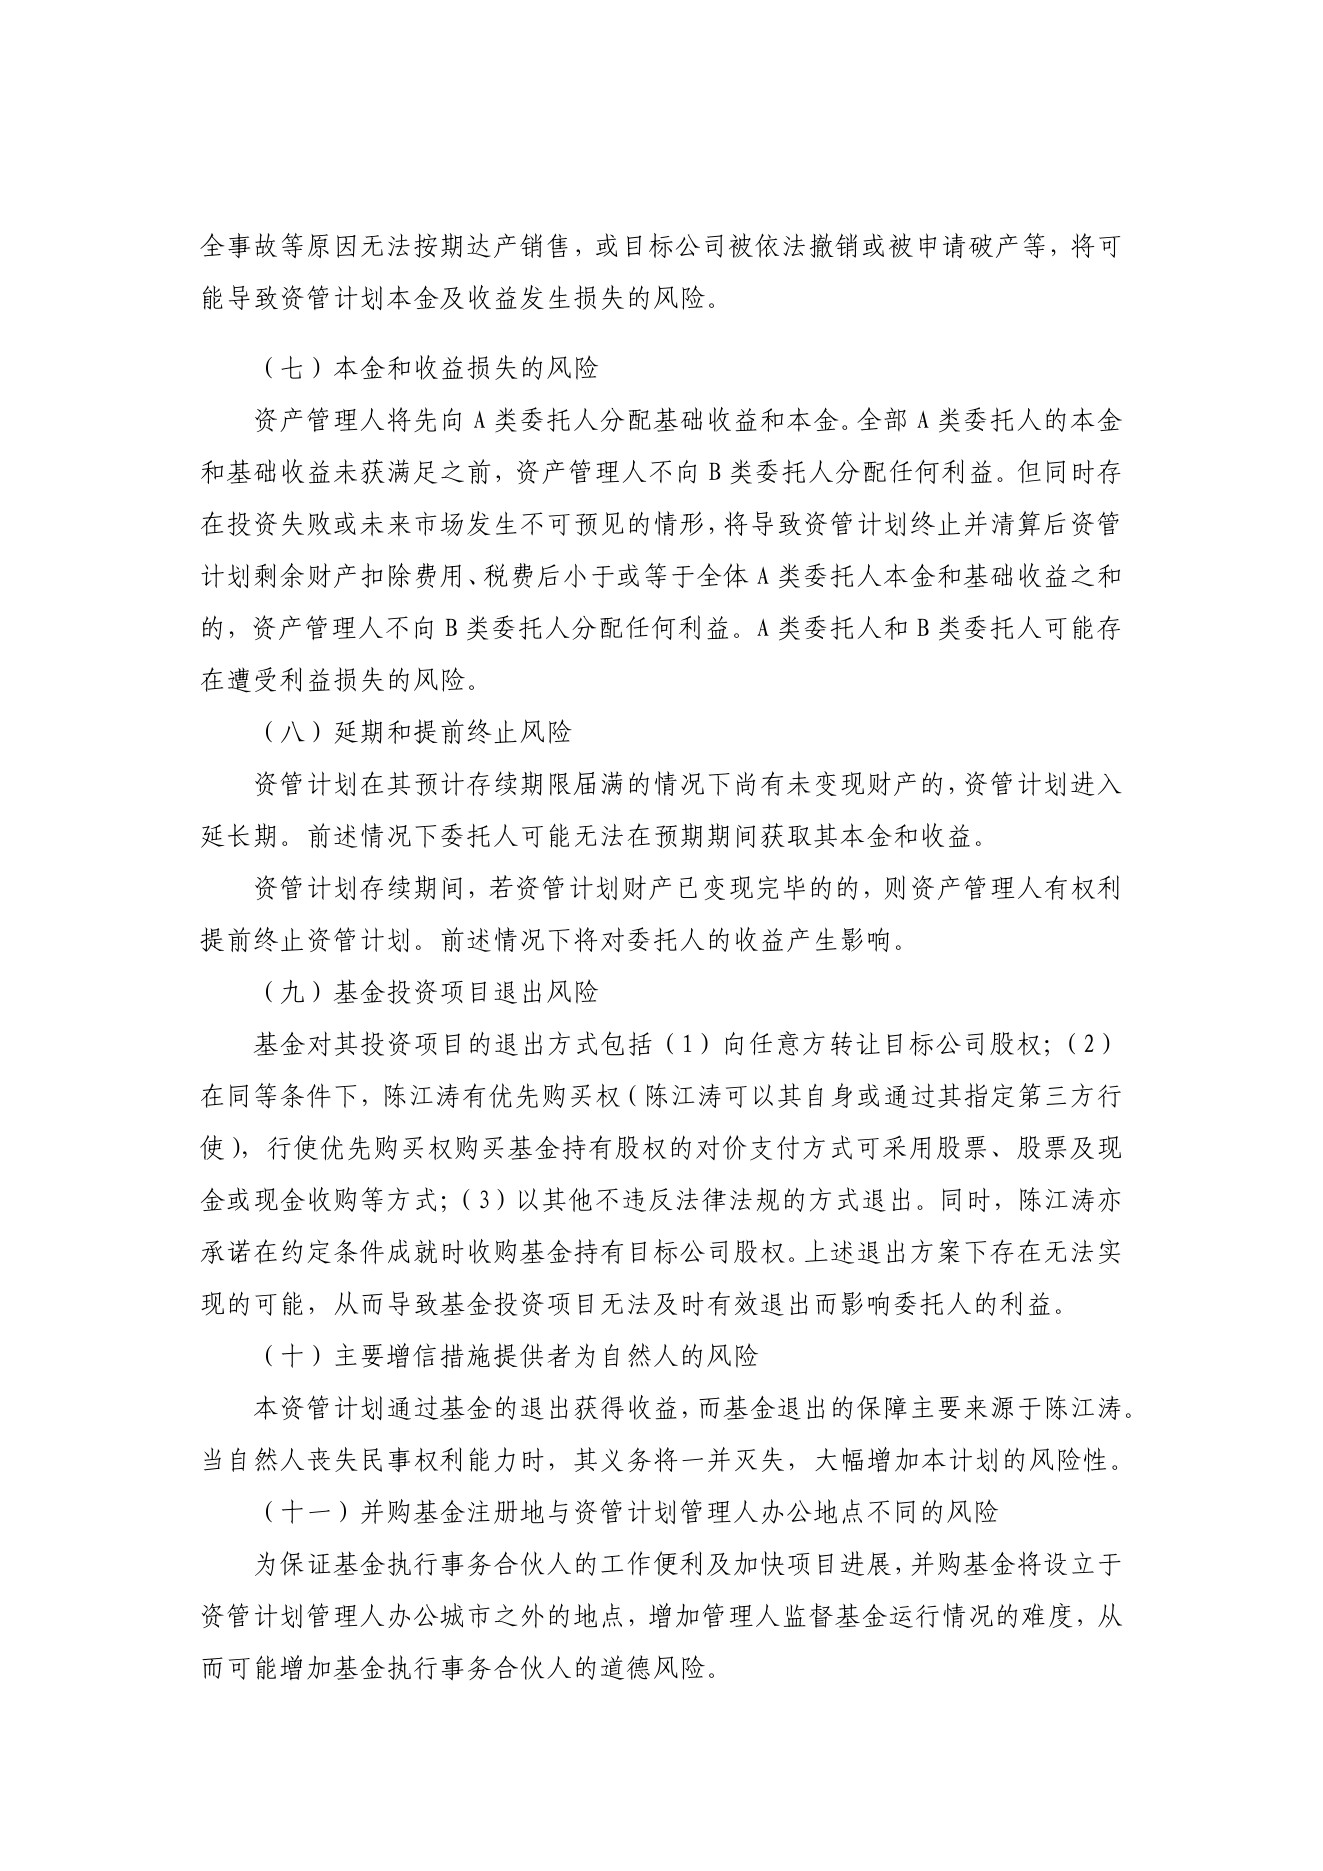 全事故等原因无法按期达产销售，或目标公司被依法撤销或被申请破产等，将可
能导致资管计划本金及收益发生损失的风险。
（七）本金和收益损失的风险
资产管理人将先向 A 类委托人分配基础收益和本金。全部 A 类委托人的本金
和基础收益未获满足之前，资产管理人不向 B 类委托人分配任何利益。但同时存
在投资失败或未来市场发生不可预见的情形，将导致资管计划终止并清算后资管
计划剩余财产扣除费用、税费后小于或等于全体 A 类委托人本金和基础收益之和
的，资产管理人不向 B 类委托人分配任何利益。A 类委托人和 B 类委托人可能存
在遭受利益损失的风险。
（八）延期和提前终止风险
资管计划在其预计存续期限届满的情况下尚有未变现财产的，资管计划进入
延长期。前述情况下委托人可能无法在预期期间获取其本金和收益。
资管计划存续期间，若资管计划财产已变现完毕的的，则资产管理人有权利
提前终止资管计划。前述情况下将对委托人的收益产生影响。
（九）基金投资项目退出风险
基金对其投资项目的退出方式包括（1）向任意方转让目标公司股权；（2）
在同等条件下，陈江涛有优先购买权（陈江涛可以其自身或通过其指定第三方行
使），行使优先购买权购买基金持有股权的对价支付方式可采用股票、股票及现
金或现金收购等方式；（3）以其他不违反法律法规的方式退出。同时，陈江涛亦
承诺在约定条件成就时收购基金持有目标公司股权。上述退出方案下存在无法实
现的可能，从而导致基金投资项目无法及时有效退出而影响委托人的利益。
（十）主要增信措施提供者为自然人的风险
本资管计划通过基金的退出获得收益，而基金退出的保障主要来源于陈江涛。
当自然人丧失民事权利能力时，其义务将一并灭失，大幅增加本计划的风险性。
（十一）并购基金注册地与资管计划管理人办公地点不同的风险
为保证基金执行事务合伙人的工作便利及加快项目进展，并购基金将设立于
资管计划管理人办公城市之外的地点，增加管理人监督基金运行情况的难度，从
而可能增加基金执行事务合伙人的道德风险。